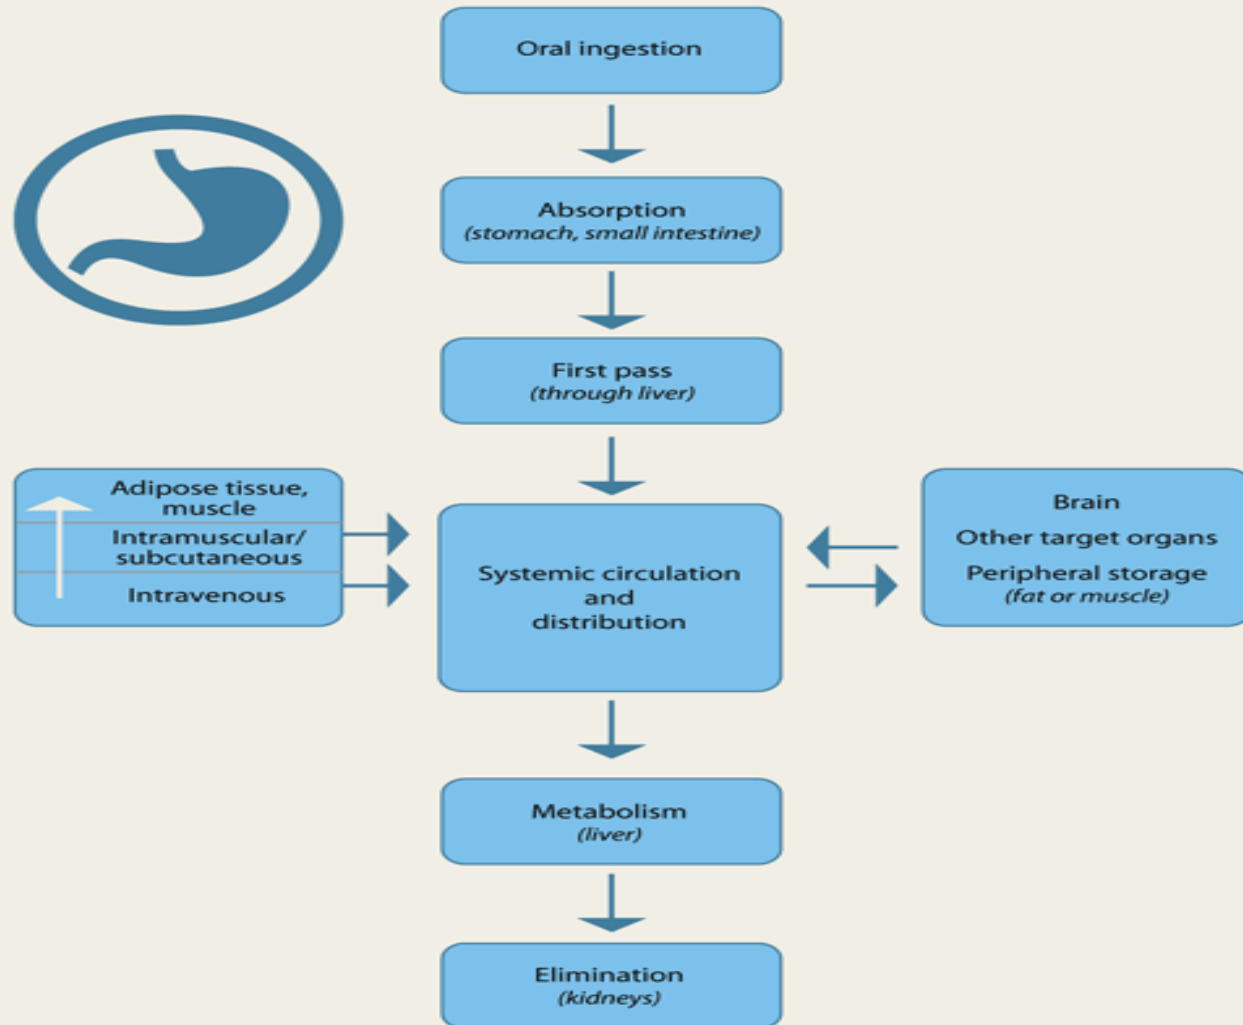 Oral ingestion
Absorption
(stomach, small intestine)
First pass
(through liver)
Adipose tissue,
muscle
Intramuscular/
subcutaneous
Intravenous
Systemic circulation
and
distribution
Brain
Other target organs
Peripheral storage
(fat or muscle)
Metabolism
(liver)
Elimination
(kidneys)